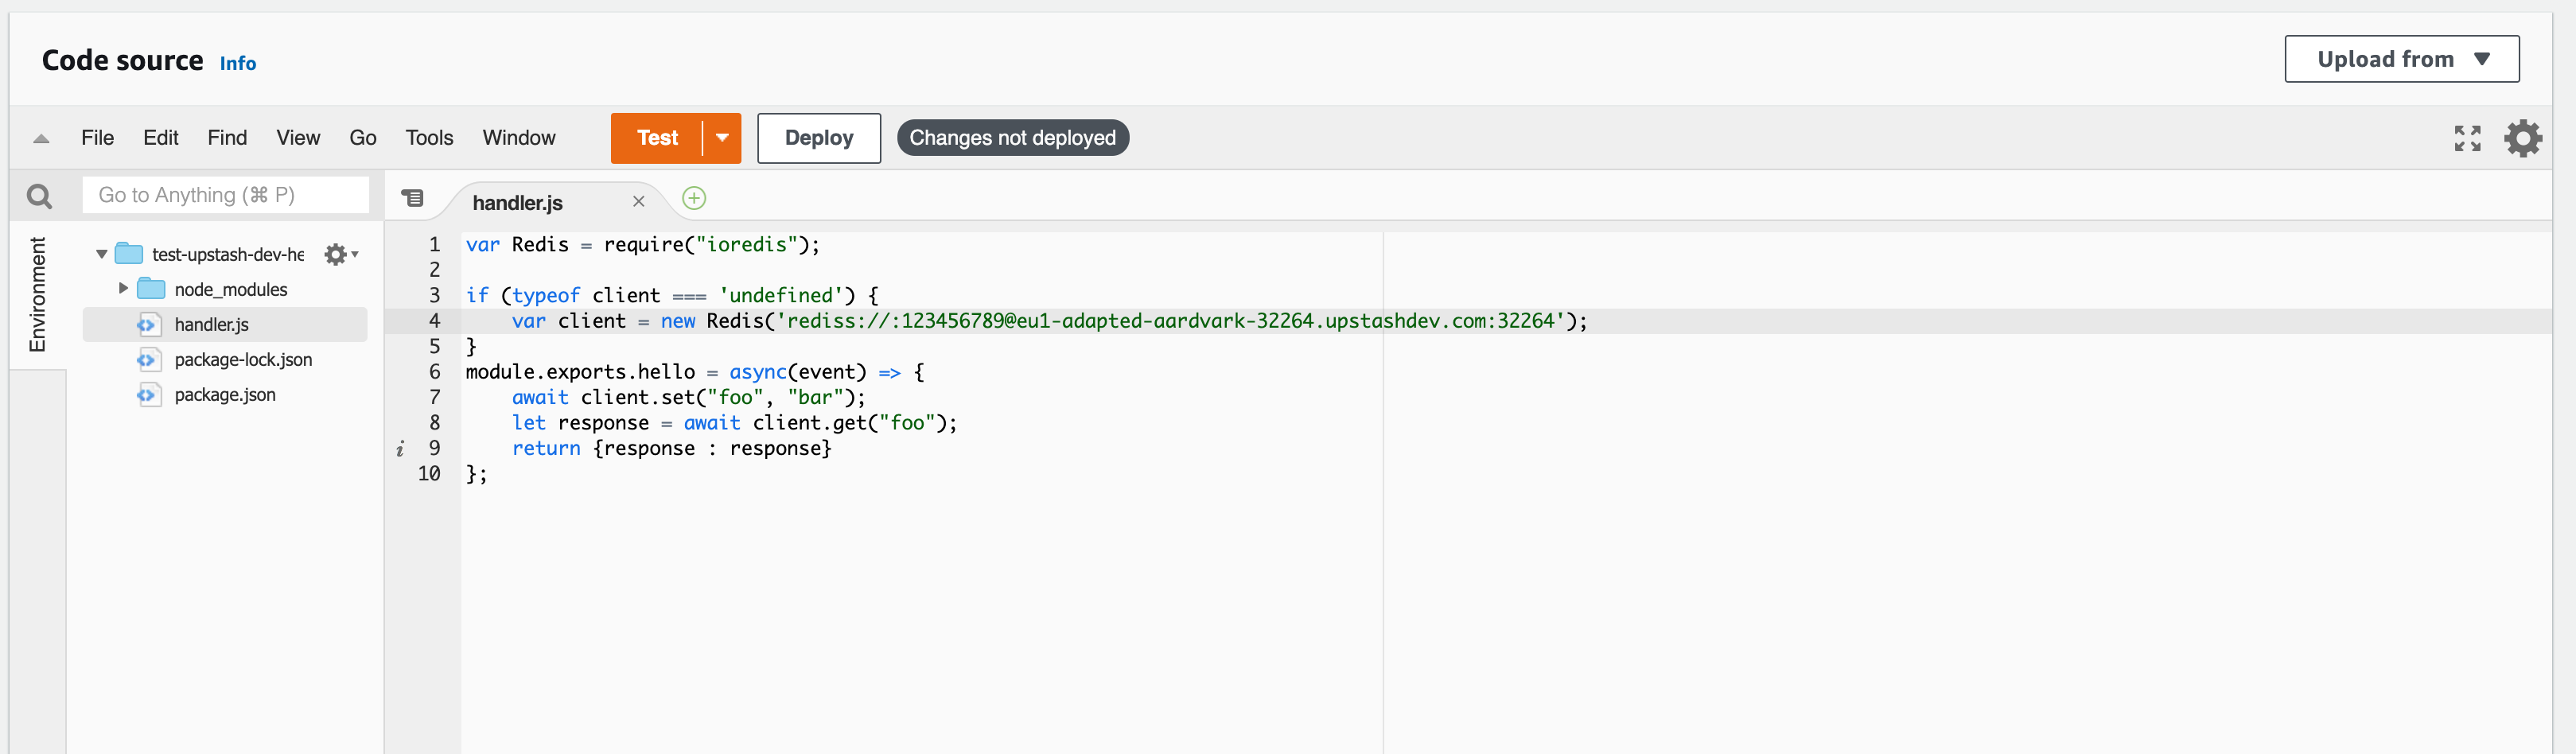 Code source Info
Upload from
File Edit Find View Go Tools Window Test Deploy Changes not deployed
Go to Anything (⌘ P)
handler.js
Environment
test-upstash-dev-he
node_modules
handler.js
package-lock.json
package.json
1 var Redis = require("ioredis");
2
3 if (typeof client === 'undefined') {
4     var client = new Redis('rediss://:123456789@eu1-adapted-aardvark-32264.upstashdev.com:32264');
5 }
6 module.exports.hello = async(event) => {
7     await client.set("foo", "bar");
8     let response = await client.get("foo");
i 9     return {response : response}
10 };